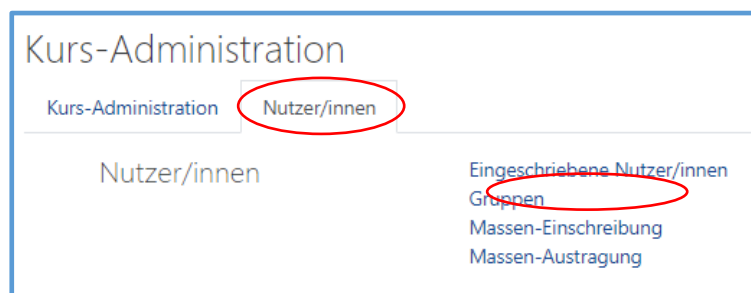 Kurs-Administration
Kurs-Administration Nutzer/innen
Nutzer/innen Eingeschriebene Nutzer/innen
Gruppen
Massen-Einschreibung
Massen-Austragung